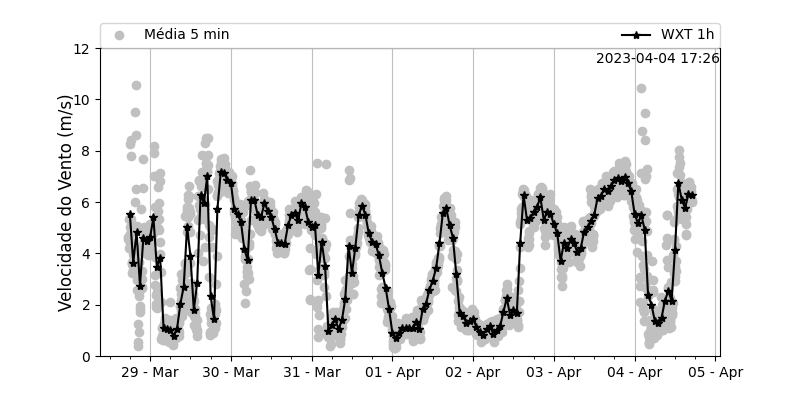 Média 5 min
WXT 1h
2023-04-04 17:26
Velocidade do Vento (m/s)
12
10
8
6
4
2
0
29 - Mar 30 - Mar 31 - Mar 01 - Apr 02 - Apr 03 - Apr 04 - Apr 05 - Apr